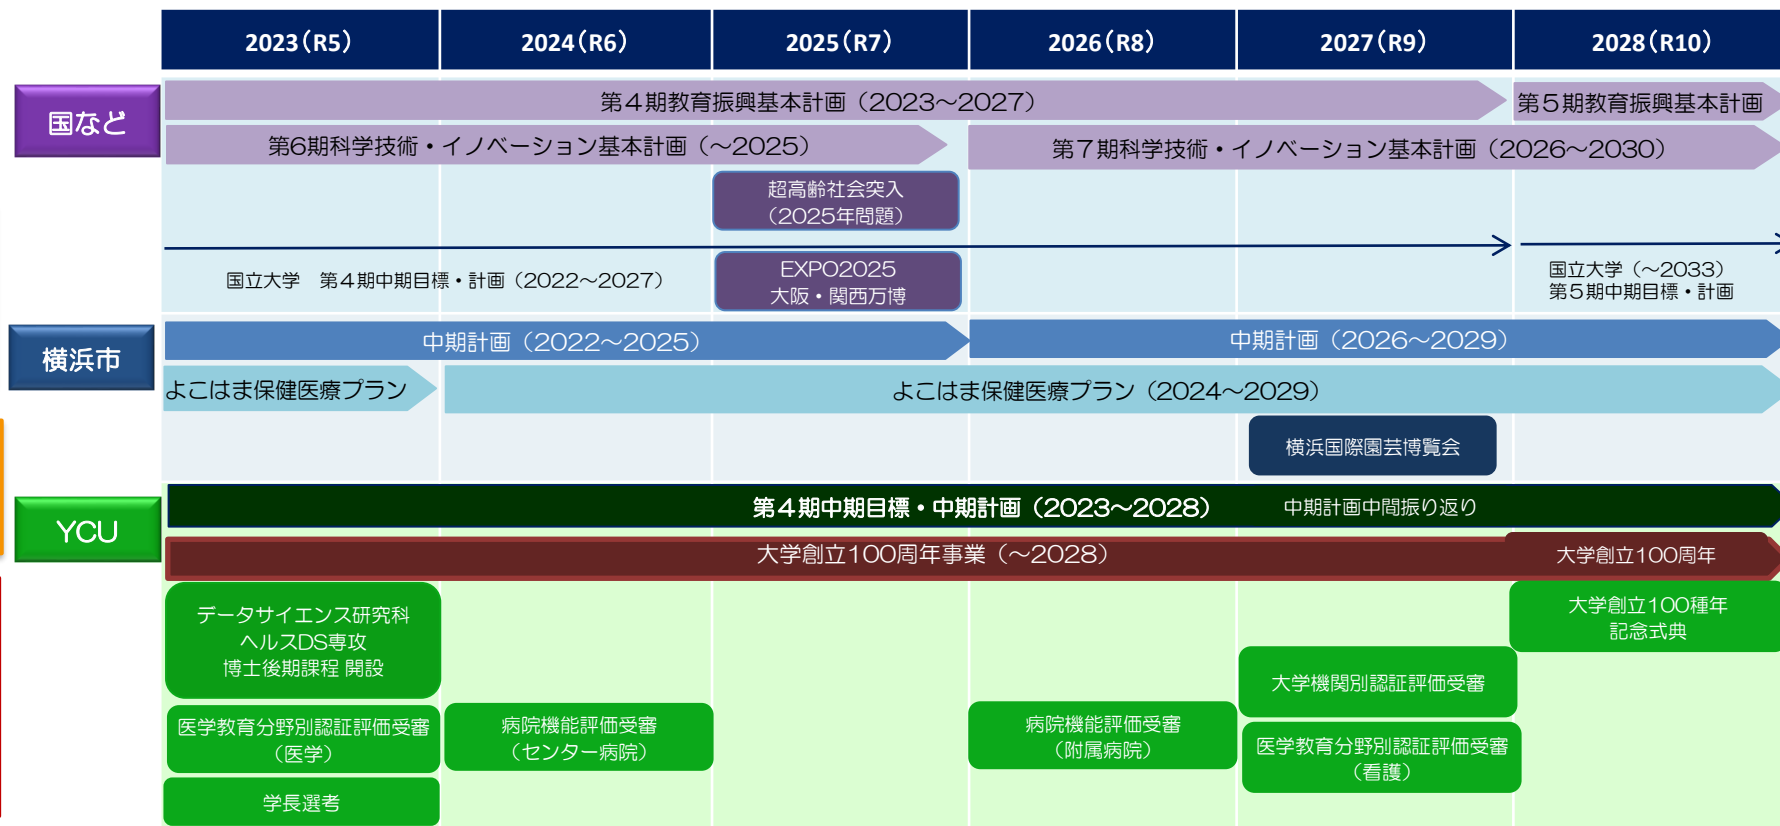 2023(R5)
2024(R6)
2025(R7)
2026(R8)
2027(R9)
2028(R10)
国など
第４期教育振興基本計画（2023～2027）
第５期教育振興基本計画
第6期科学技術・イノベーション基本計画（～2025）
第７期科学技術・イノベーション基本計画（2026～2030）
超高齢社会突入
（2025年問題）
国立大学　第４期中期目標・計画（2022～2027）
EXPO2025
大阪・関西万博
国立大学（～2033）
第５期中期目標・計画
横浜市
中期計画（2022～2025）
中期計画（2026～2029）
よこはま保健医療プラン
よこはま保健医療プラン（2024～2029）
横浜国際園芸博覧会
YCU
第４期中期目標・中期計画（2023～2028）
中期計画中間振り返り
大学創立100周年事業（～2028）
大学創立100周年
データサイエンス研究科
ヘルスDS専攻
博士後期課程 開設
大学創立100種年
記念式典
大学機関別認証評価受審
医学教育分野別認証評価受審
（医学）
病院機能評価受審
（センター病院）
病院機能評価受審
（附属病院）
医学教育分野別認証評価受審
（看護）
学長選考